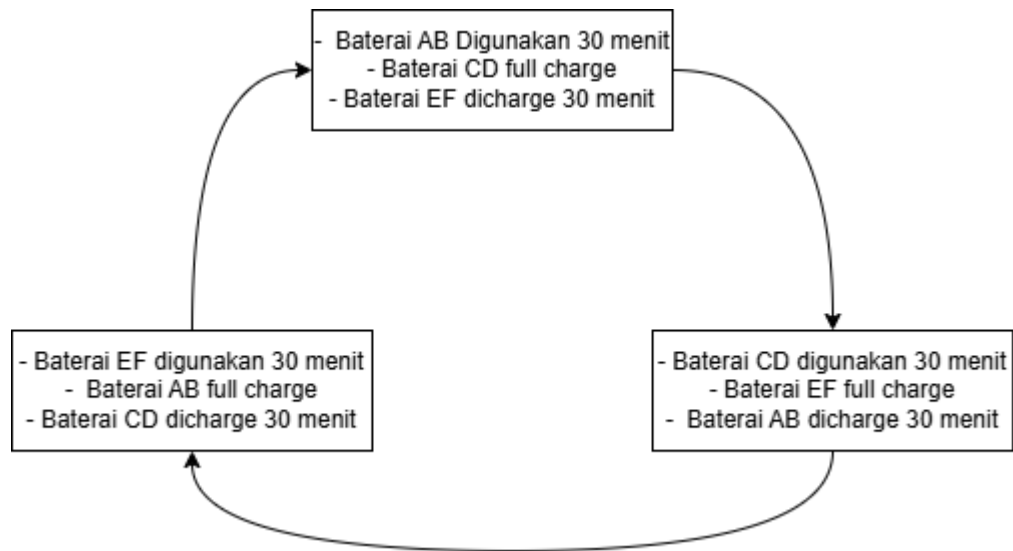 - Baterai AB Digunakan 30 menit
- Baterai CD full charge
- Baterai EF dicharge 30 menit
- Baterai EF digunakan 30 menit
- Baterai AB full charge
- Baterai CD dicharge 30 menit
- Baterai CD digunakan 30 menit
- Baterai EF full charge
- Baterai AB dicharge 30 menit